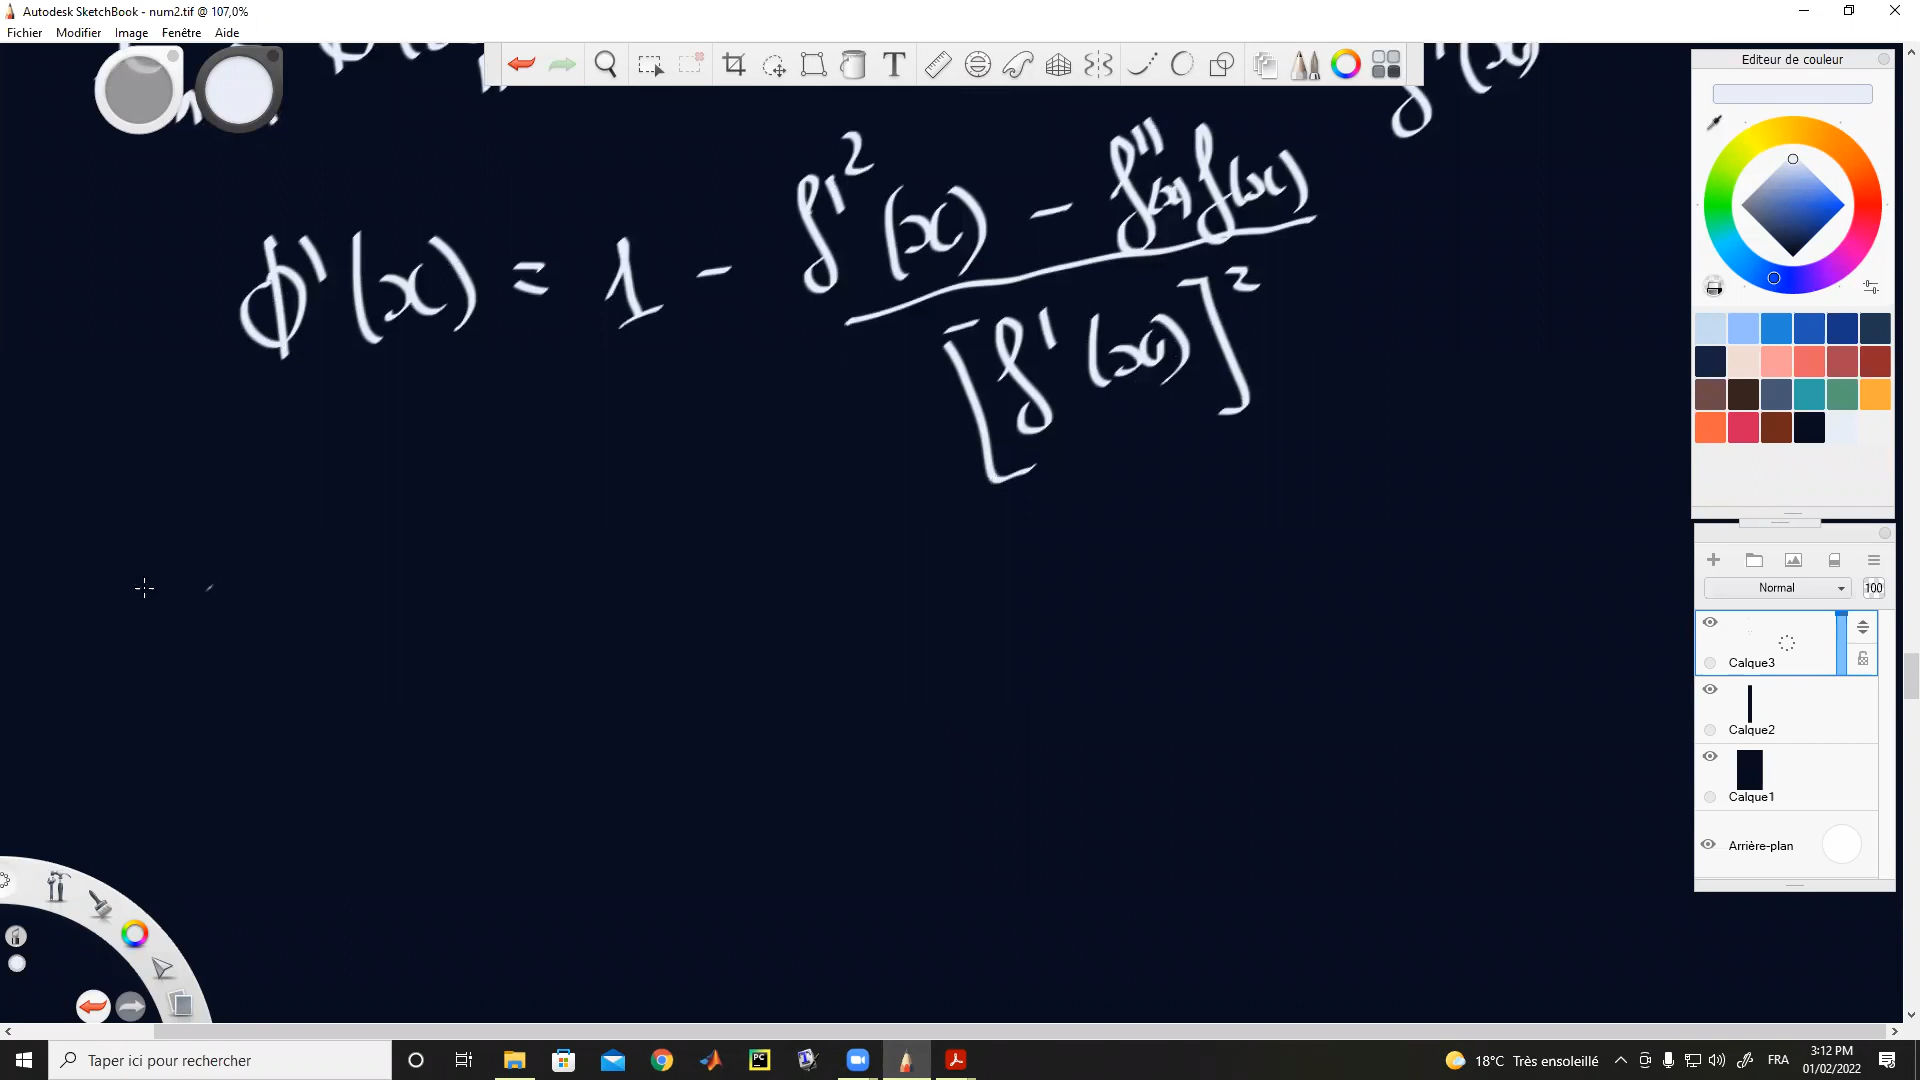 Autodesk SketchBook - num2.tif @ 107,0%
Fichier Modifier Image Fenêtre Aide
T
Editeur de couleur
(x)
ϕ'(x) = 1 - f'²(x) - f''(x) f(x)
[f'(x)]²
Normal 100
Calque3
Calque2
Calque1
Arrière-plan
Taper ici pour rechercher
PC
18°C Très ensoleillé
FRA
3:12 PM
01/02/2022